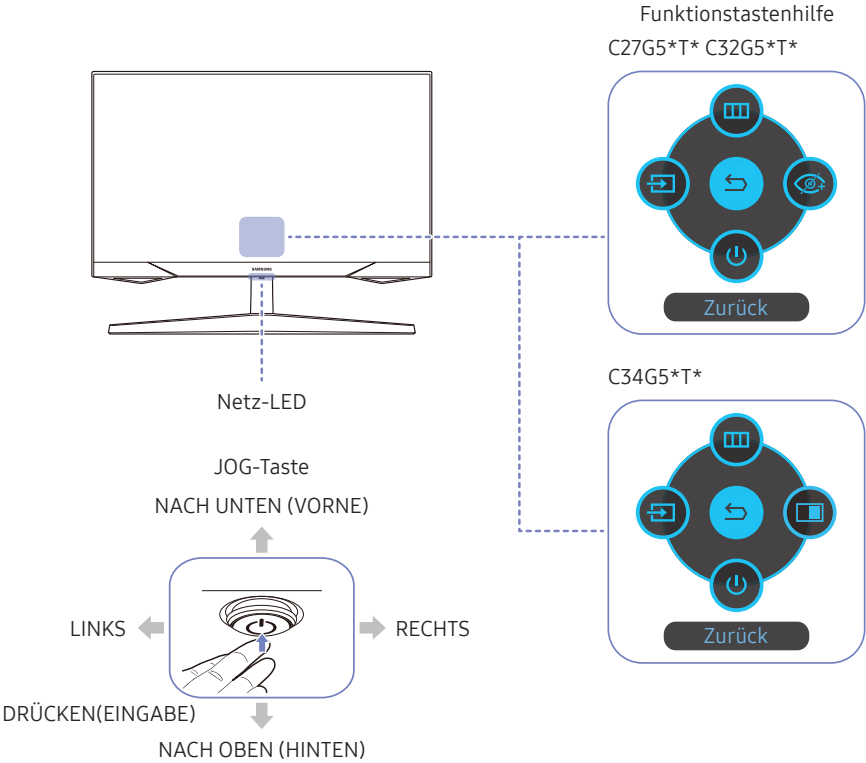 Funktionstastenhilfe
C27G5*T* C32G5*T*
SAMSUNG
Zurück
Netz-LED
C34G5*T*
Zurück
JOG-Taste
NACH UNTEN (VORNE)
LINKS
RECHTS
DRÜCKEN(EINGABE)
NACH OBEN (HINTEN)